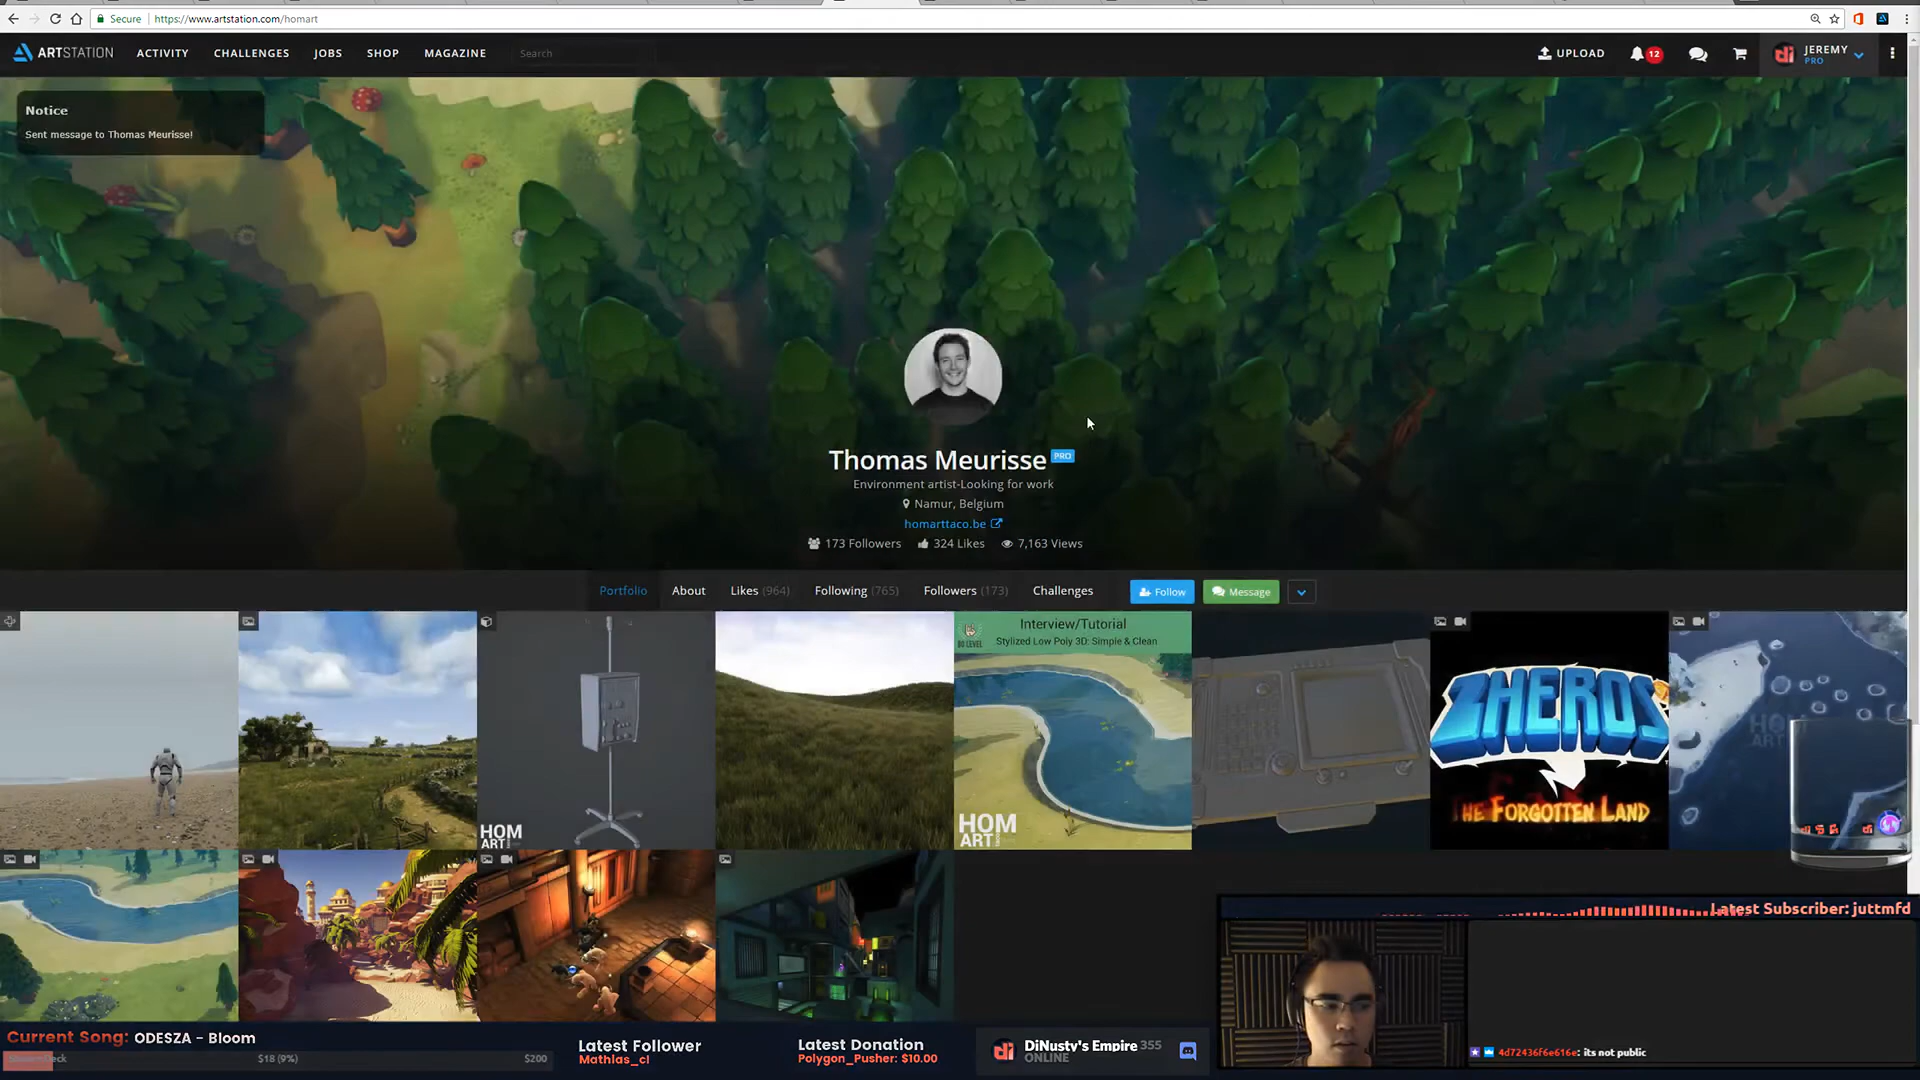 Secure
https://www.artstation.com/homart
ARTSTATION
ACTIVITY
CHALLENGES
JOBS
SHOP
MAGAZINE
Search
UPLOAD
12
JEREMY
PRO
Notice
Sent message to Thomas Meurisse!
Thomas Meurisse PRO
Environment artist-Looking for work
Namur, Belgium
homarttaco.be
173 Followers
324 Likes
7,163 Views
Portfolio
About
Likes (964)
Following (765)
Followers (173)
Challenges
Follow
Message
Interview/Tutorial
Stylized Low Poly 3D: Simple & Clean
80 LEVEL
HOM
ART
HOM
ART
ZHEROS
THE FORGOTTEN LAND
HOM
ART
Latest Subscriber: juttmfd
Current Song: ODESZA - Bloom
$18 (9%)
$200
Latest Follower
Mathias_cl
Latest Donation
Polygon_Pusher: $10.00
DiNusty's Empire 355
ONLINE
4d72436f6e616e: its not public